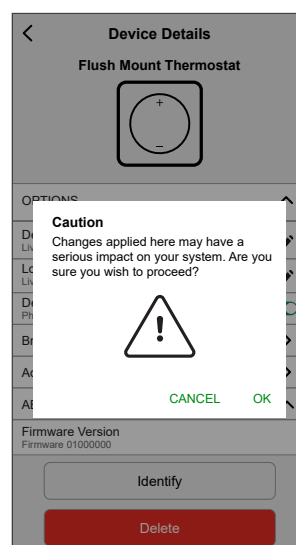 Device Details
Flush Mount Thermostat
OPTIONS
Caution
Changes applied here may have a
serious impact on your system. Are you
sure you wish to proceed?
CANCEL OK
Firmware Version
Firmware 01000000
Identify
Delete